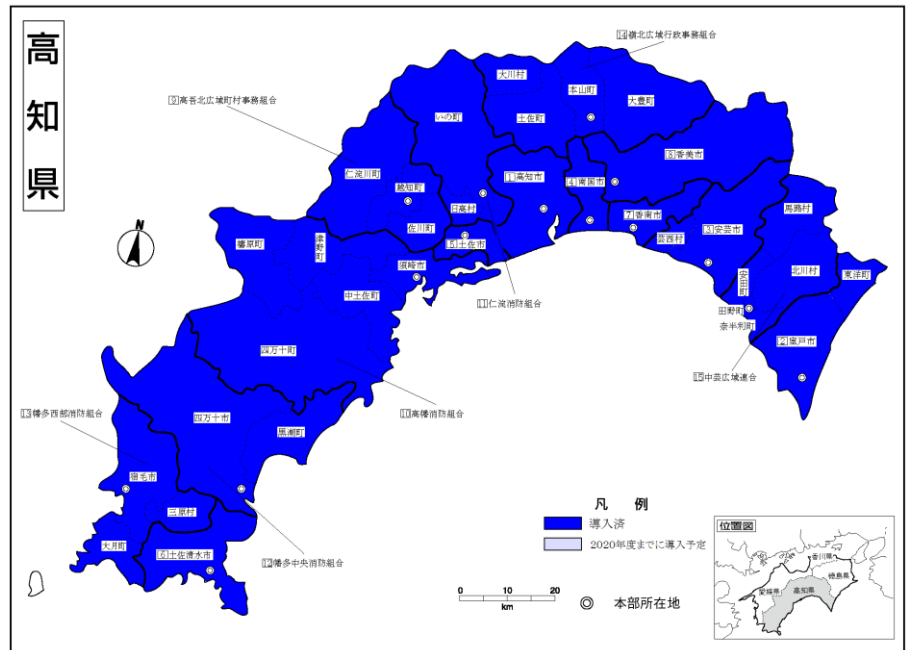 高知県
14嶺北広域行政事務組合
大川村
本山町
大豊町
土佐町
9高吾北広域町村事務組合
いの町
8香美市
仁淀川町
越知町
1高知市
4南国市
日高村
佐川町
7香南市
馬路村
芸西村
3安芸市
5土佐市
N
梼原町
津野町
須崎市
北川村
東洋町
安田町
中土佐町
11仁淀消防組合
田野町
奈半利町
四万十町
2室戸市
15中芸広域連合
13幡多西部消防組合
四万十市
10高幡消防組合
黒潮町
宿毛市
三原村
大月町
6土佐清水市
12幡多中央消防組合
凡 例
導入済
2020年度までに導入予定
0 10 20
km
本部所在地
位置図
香川県
徳島県
愛媛県
高知県